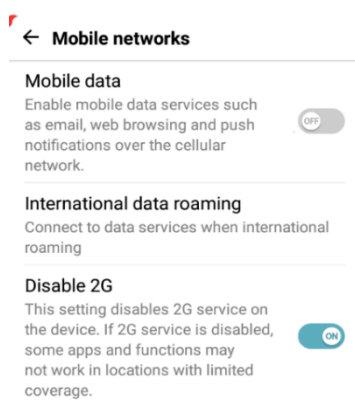 Mobile networks
Mobile data
Enable mobile data services such
as email, web browsing and push
notifications over the cellular
network.
OFF
International data roaming
Connect to data services when international
roaming
Disable 2G
This setting disables 2G service on
the device. If 2G service is disabled,
some apps and functions may
not work in locations with limited
coverage.
ON